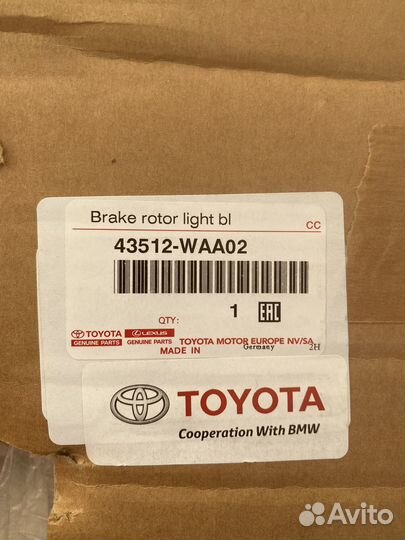 Brake rotor light bl
CC
43512-WAA02
QTY: 1 EAC
TOYOTA LEXUS TOYOTA MOTOR EUROPE NV/SA
GENUINE PARTS GENUINE PARTS
MADE IN Germany 2H
TOYOTA
Cooperation With BMW
Avito